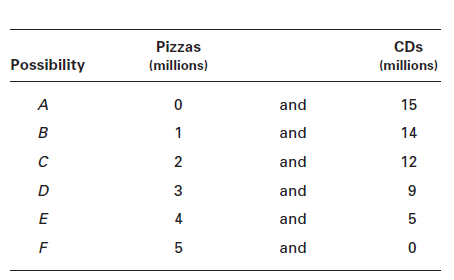 Pizzas CDs
Possibility (millions) (millions)
A 0 and 15
B 1 and 14
C 2 and 12
D 3 and 9
E 4 and 5
F 5 and 0